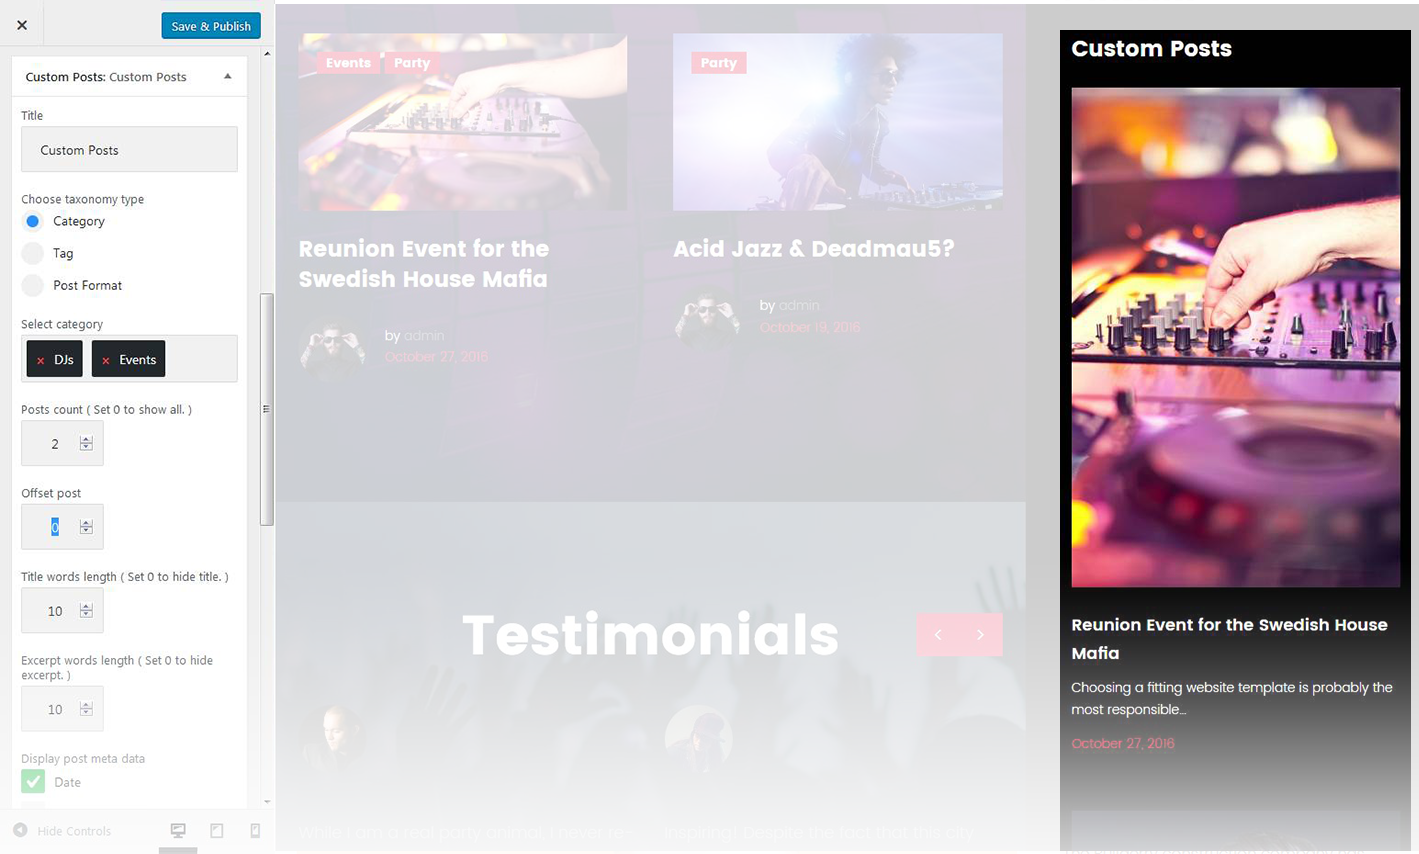 Save & Publish
Custom Posts: Custom Posts
Title
Custom Posts
Choose taxonomy type
Category
Tag
Post Format
Select category
× DJs × Events
Posts count ( Set 0 to show all. )
2
Offset post
0
Title words length ( Set 0 to hide title. )
10
Excerpt words length ( Set 0 to hide
excerpt. )
10
Display post meta data
Date
Hide Controls
Events Party
Reunion Event for the
Swedish House Mafia
by admin
October 27, 2016
Party
Acid Jazz & Deadmau5?
by admin
October 19, 2016
Testimonials
While I am a real party animal, I never've
Inspiring! Despite the fact that this city
Custom Posts
Reunion Event for the Swedish House
Mafia
Choosing a fitting website template is probably the
most responsible...
October 27, 2016